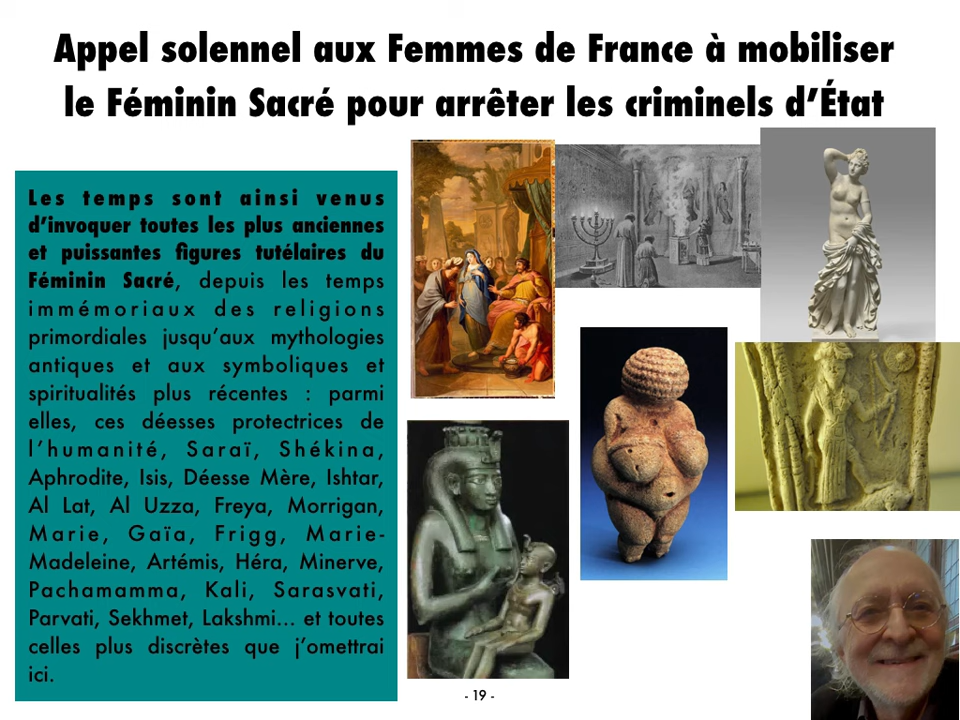 Appel solennel aux Femmes de France à mobiliser
le Féminin Sacré pour arrêter les criminels d’État
Les temps sont ainsi venus
d’invoquer toutes les plus anciennes
et puissantes figures tutélaires du
Féminin Sacré, depuis les temps
immémoriaux des religions
primordiales jusqu’aux mythologies
antiques et aux symboliques et
spiritualités plus récentes : parmi
elles, ces déesses protectrices de
l’humanité, Saraï, Shékina,
Aphrodite, Isis, Déesse Mère, Ishtar,
Al Lat, Al Uzza, Freya, Morrigan,
Marie, Gaïa, Frigg, Marie-
Madeleine, Artémis, Héra, Minerve,
Pachamamma, Kali, Sarasvati,
Parvati, Sekhmet, Lakshmi... et toutes
celles plus discrètes que j’omettrai
ici.
- 19 -